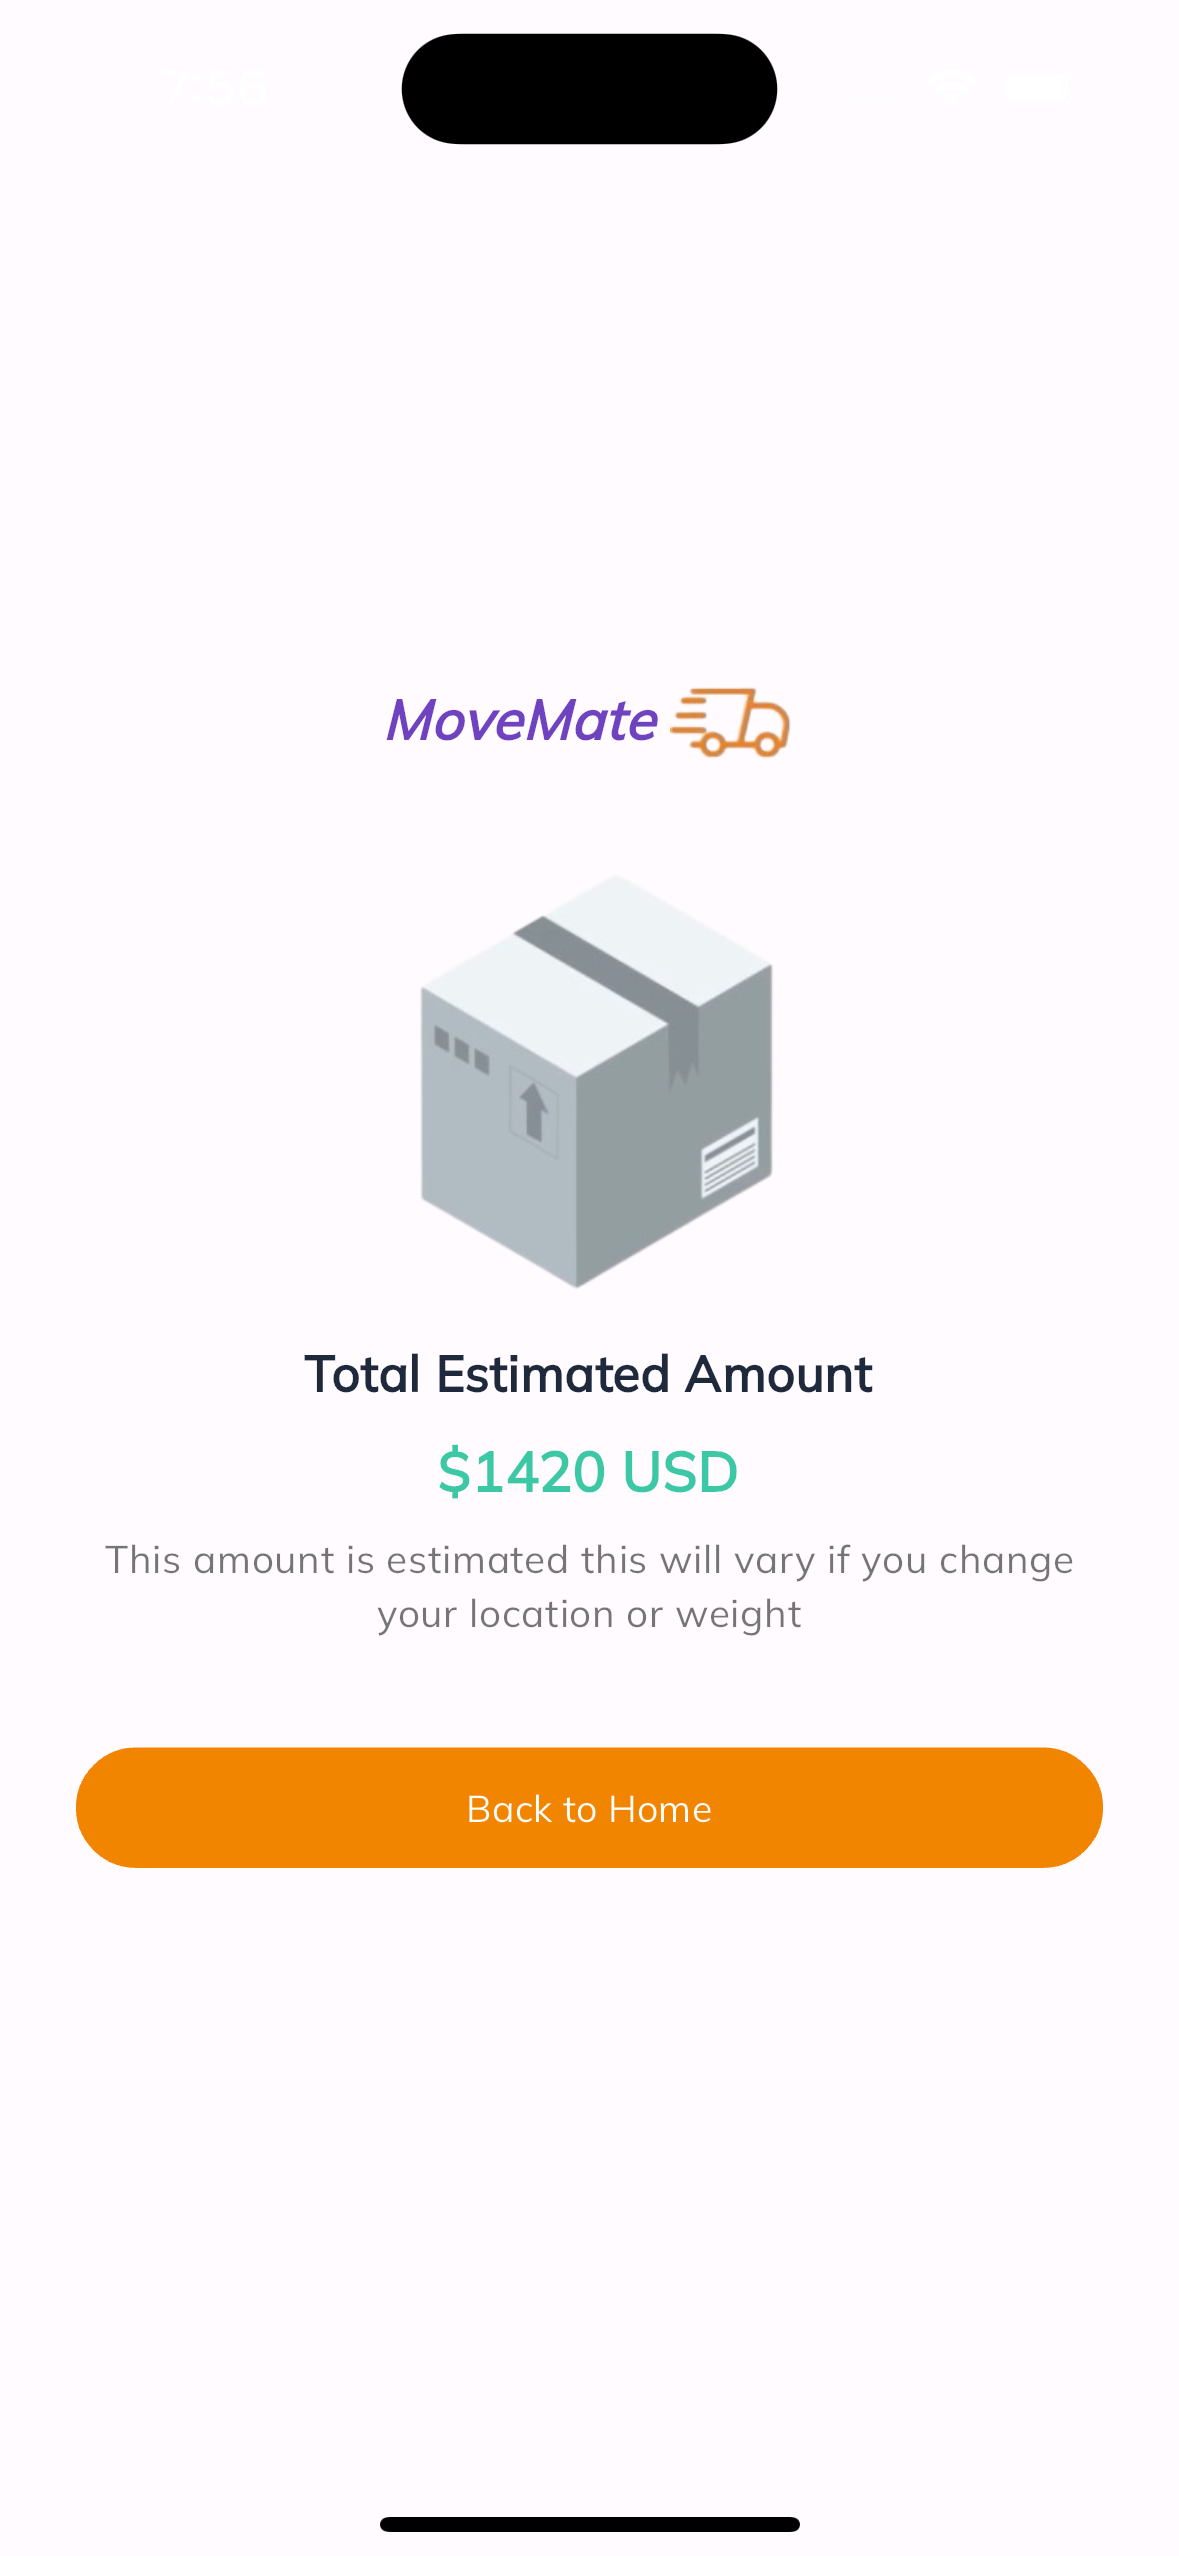 7:56
MoveMate
Total Estimated Amount
$1420 USD
This amount is estimated this will vary if you change
your location or weight
Back to Home